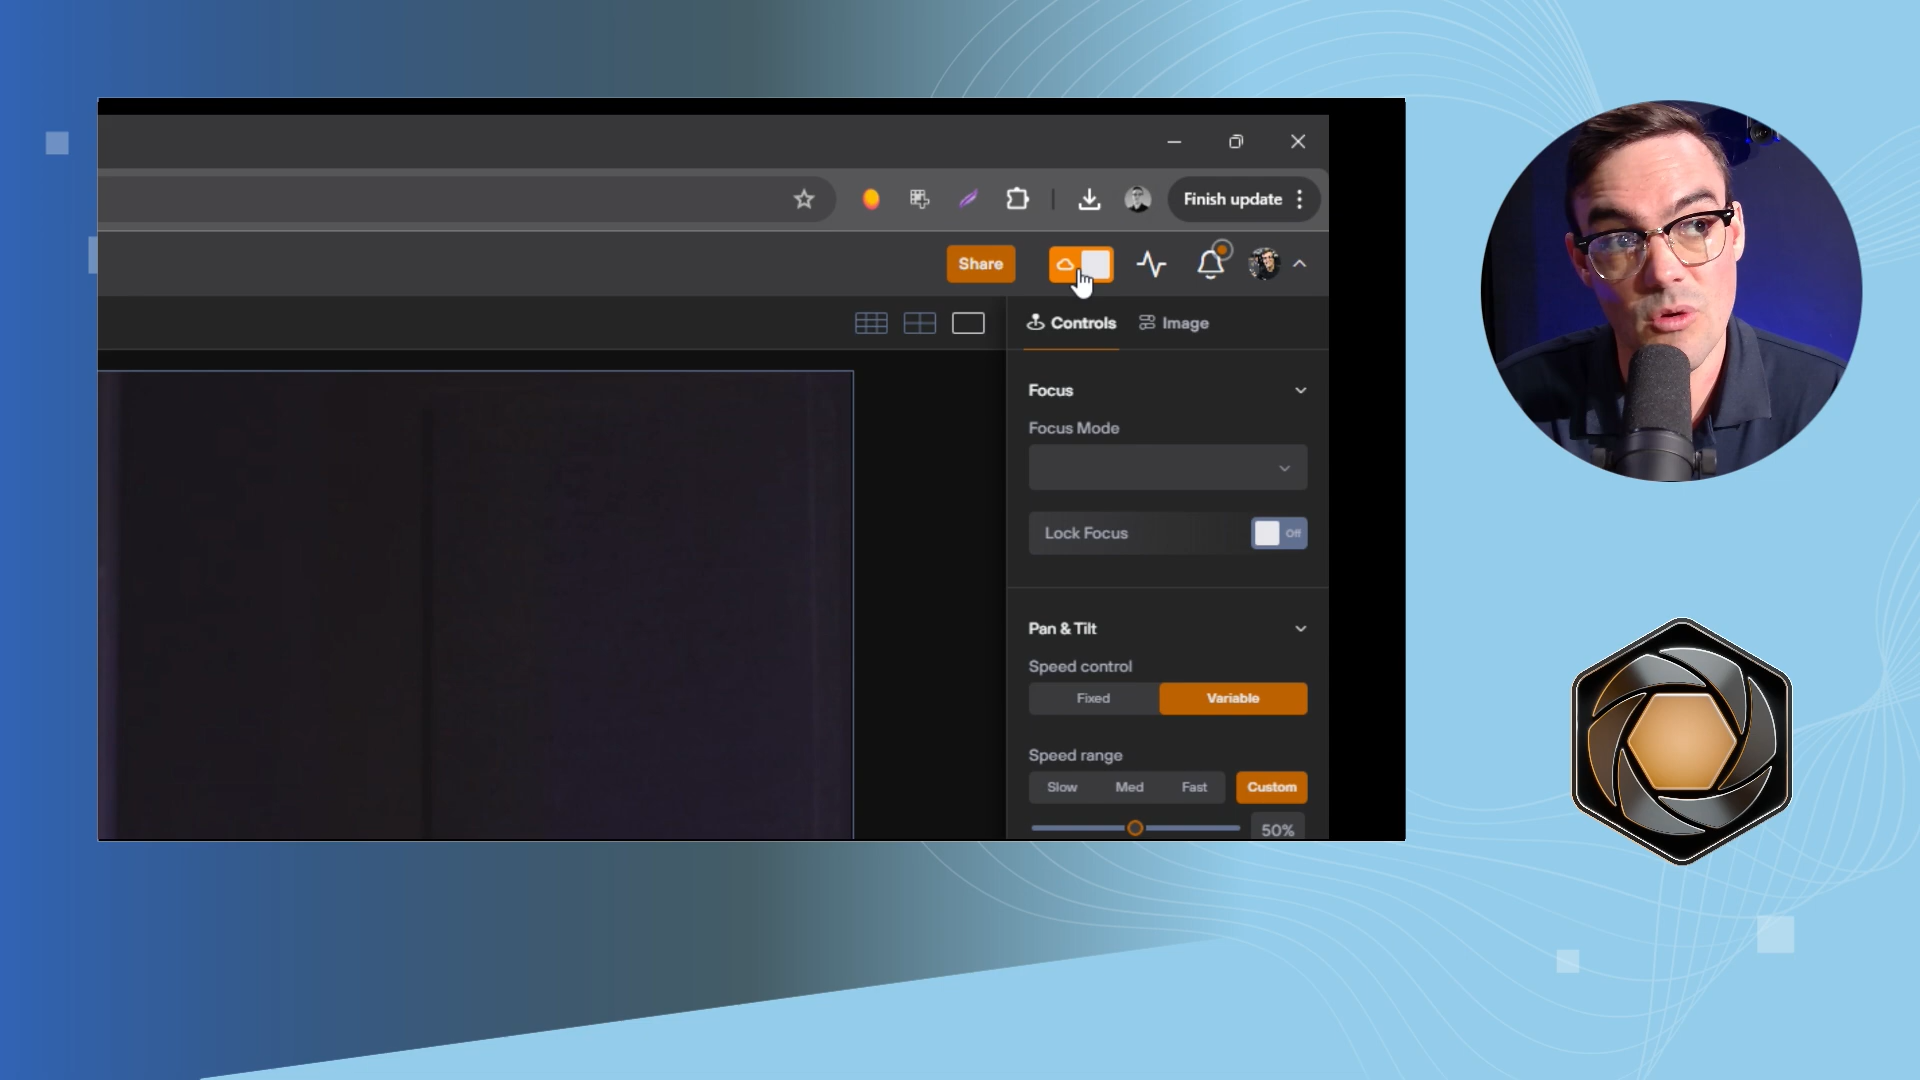 Finish update
Share
Controls Image
Focus
Focus Mode
Lock Focus Off
Pan & Tilt
Speed control
Fixed Variable
Speed range
Slow Med Fast Custom
50%